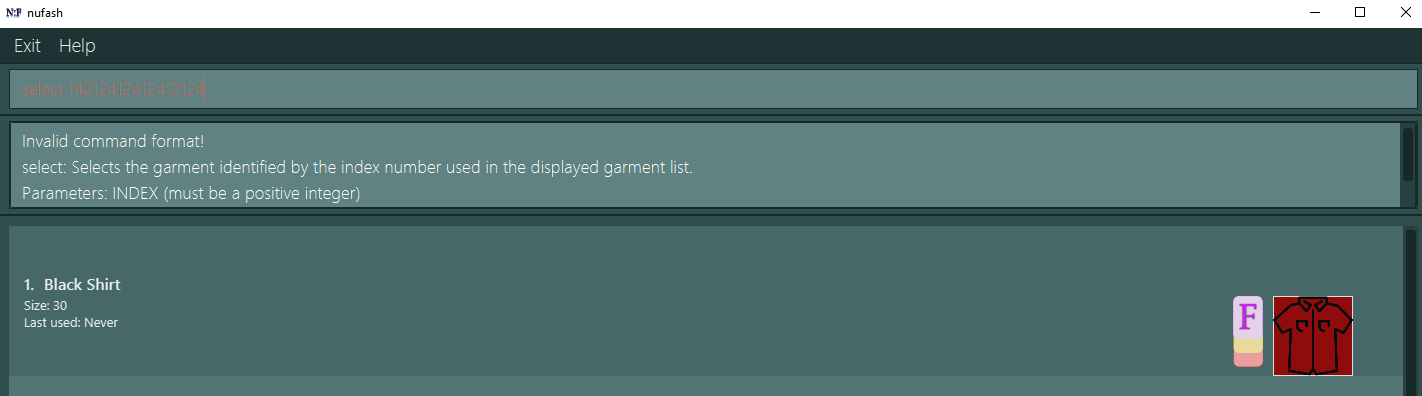 N:F nufash
Exit Help
select 14212412412412124
Invalid command format!
select: Selects the garment identified by the index number used in the displayed garment list.
Parameters: INDEX (must be a positive integer)
1. Black Shirt
Size: 30
Last used: Never
F